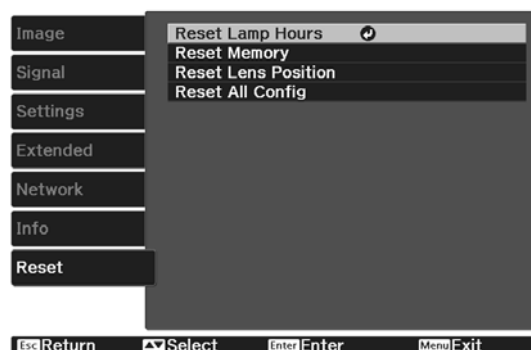 Image
Signal
Settings
Extended
Network
Info
Reset
Reset Lamp Hours
Reset Memory
Reset Lens Position
Reset All Config
Esc Return Select Enter Enter Menu Exit